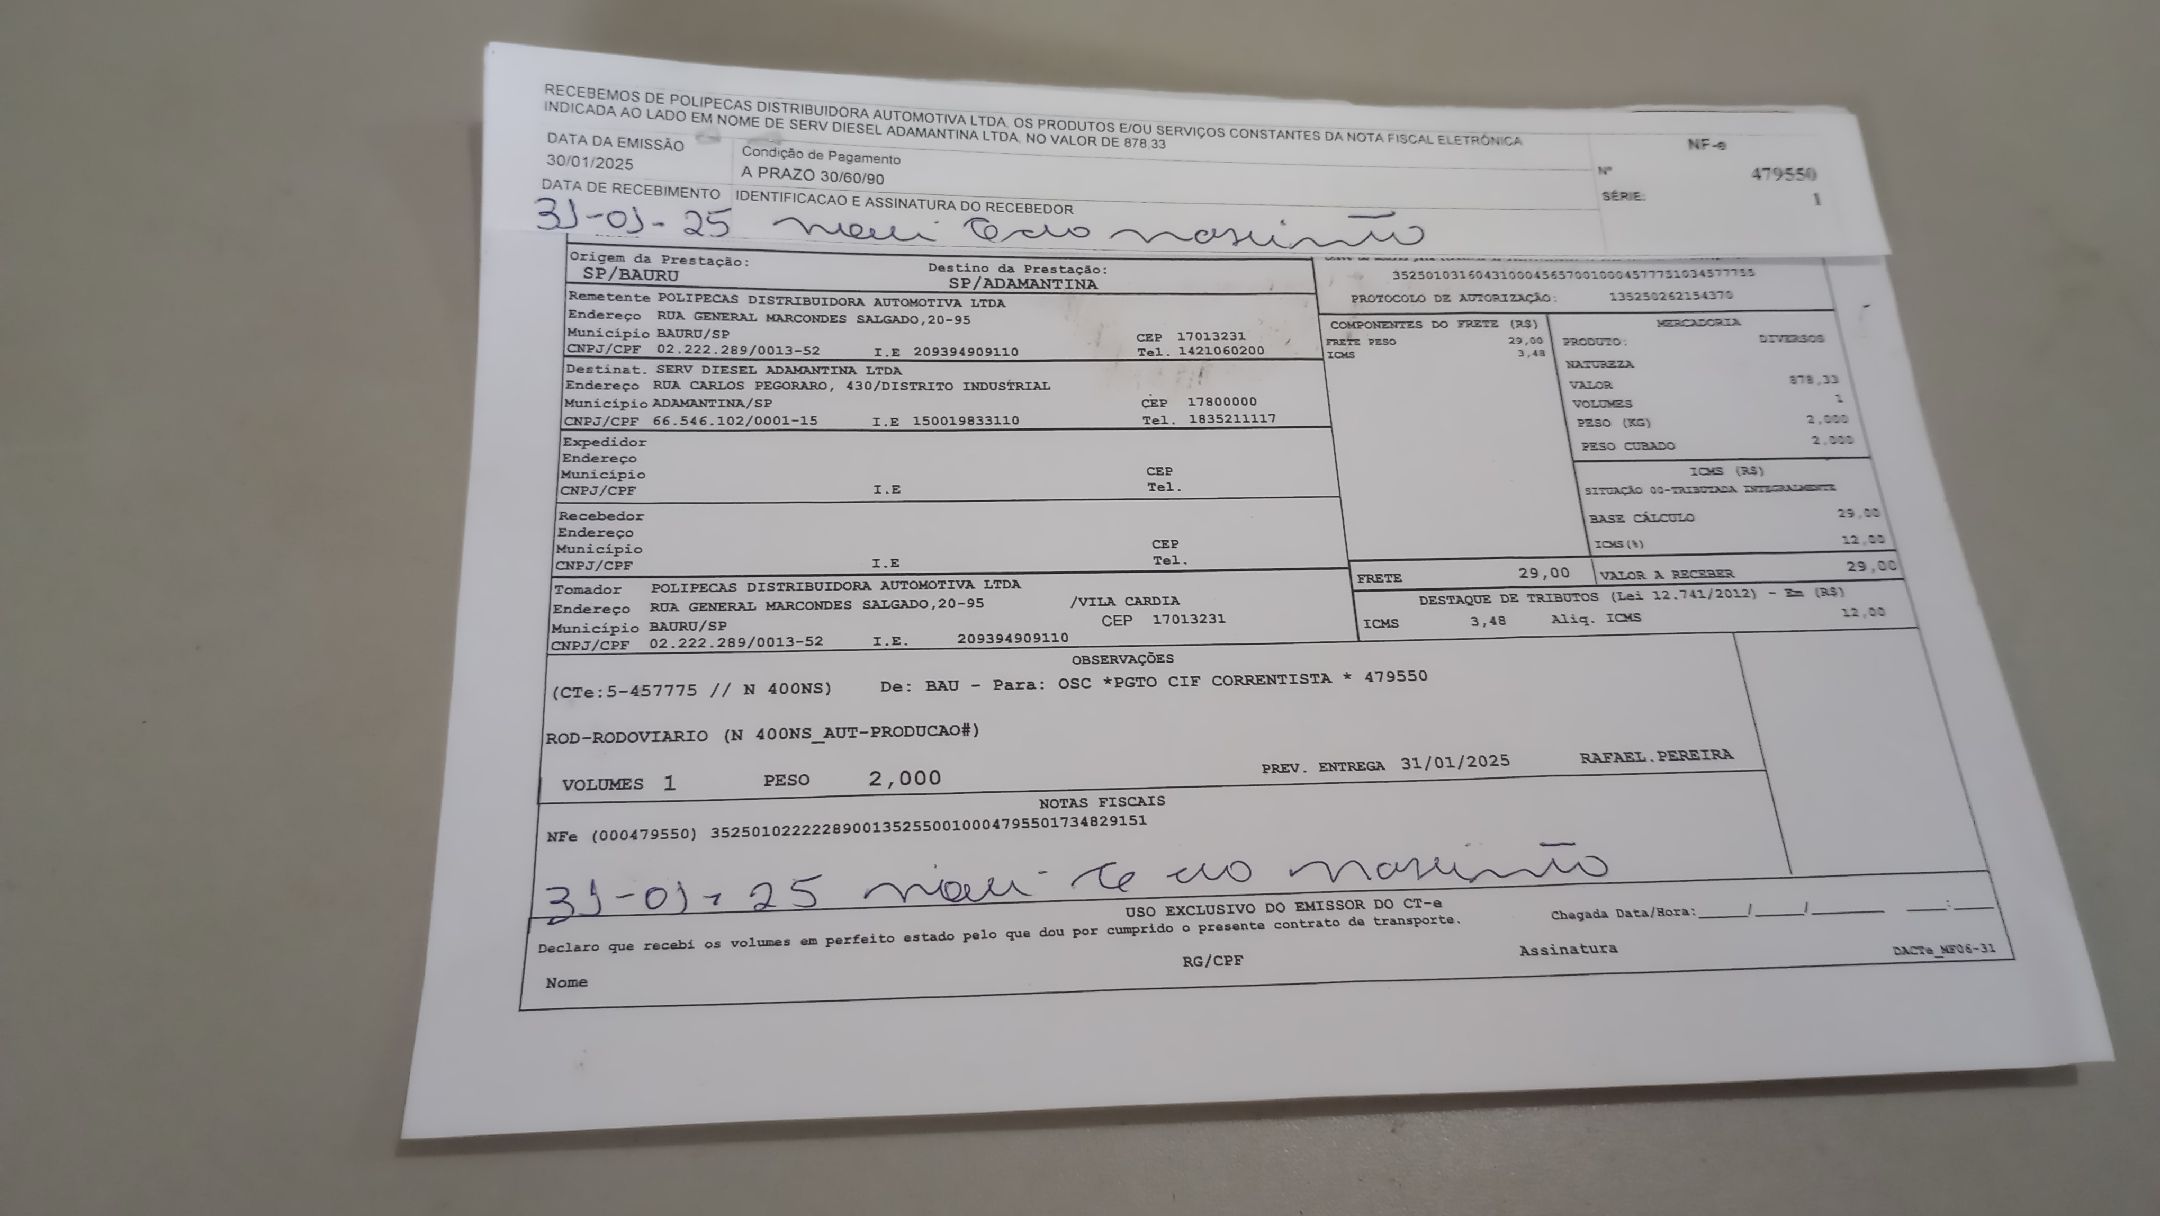 RECEBEMOS DE POLIPECAS DISTRIBUIDORA AUTOMOTIVA LTDA, OS PRODUTOS E/OU SERVIÇOS CONSTANTES DA NOTA FISCAL ELETRÔNICA
INDICADA AO LADO EM NOME DE SERV DIESEL ADAMANTINA LTDA, NO VALOR DE 878,33
NF-e
Nº 479550
SÉRIE: 1
DATA DA EMISSÃO
30/01/2025
Condição de Pagamento
A PRAZO 30/60/90
DATA DE RECEBIMENTO IDENTIFICACAO E ASSINATURA DO RECEBEDOR
31-01-25
Origem da Prestação:
SP/BAURU
Destino da Prestação:
SP/ADAMANTINA
PROTOCOLO DE AUTORIZAÇÃO: 135250262154370
Remetente POLIPECAS DISTRIBUIDORA AUTOMOTIVA LTDA
Endereço RUA GENERAL MARCONDES SALGADO,20-95
Município BAURU/SP CEP 17013231
CNPJ/CPF 02.222.289/0013-52 I.E 209394909110 Tel. 1421060200
Destinat. SERV DIESEL ADAMANTINA LTDA
Endereço RUA CARLOS PEGORARO, 430/DISTRITO INDUSTRIAL
Município ADAMANTINA/SP CEP 17800000
CNPJ/CPF 66.546.102/0001-15 I.E 150019833110 Tel. 1835211117
Expedidor
Endereço
Município CEP
CNPJ/CPF I.E Tel.
Recebedor
Endereço
Município CEP
CNPJ/CPF I.E Tel.
Tomador POLIPECAS DISTRIBUIDORA AUTOMOTIVA LTDA
Endereço RUA GENERAL MARCONDES SALGADO,20-95 /VILA CARDIA
Município BAURU/SP CEP 17013231
CNPJ/CPF 02.222.289/0013-52 I.E. 209394909110
COMPONENTES DO FRETE (R$)
FRETE PESO 29,00
ICMS 3,48
MERCADORIA
PRODUTO: DIVERSOS
NATUREZA
VALOR 878,33
VOLUMES 1
PESO (KG) 2,000
PESO CUBADO 2.000
ICMS (R$)
SITUAÇÃO 00-TRIBUTADA INTEGRALMENTE
BASE CÁLCULO 29,00
ICMS(%) 12,00
FRETE 29,00 VALOR A RECEBER 29,00
DESTAQUE DE TRIBUTOS (Lei 12.741/2012) - Em (R$)
ICMS 3,48 Aliq. ICMS 12,00
OBSERVAÇÕES
(CTe:5-457775 // N 400NS) De: BAU - Para: OSC *PGTO CIF CORRENTISTA * 479550
ROD-RODOVIARIO (N 400NS_AUT-PRODUCAO#)
VOLUMES 1 PESO 2,000 PREV. ENTREGA 31/01/2025 RAFAEL.PEREIRA
NOTAS FISCAIS
NFe (000479550) 35250102222289001352550010004795501734829151
31-01-25
USO EXCLUSIVO DO EMISSOR DO CT-e
Declaro que recebi os volumes em perfeito estado pelo que dou por cumprido o presente contrato de transporte.
Chegada Data/Hora:_____/_____/_______ ____:____
Nome RG/CPF Assinatura DACTe_MF06-31